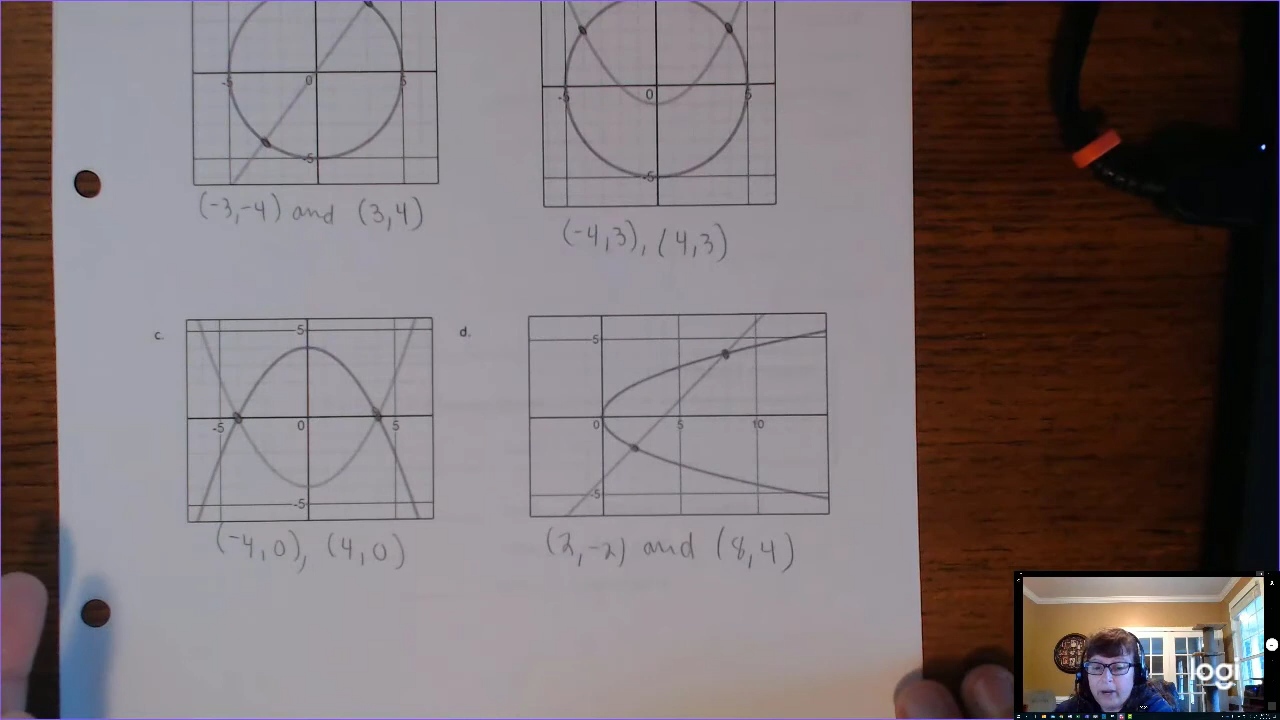 -5 0 5
-5
(-3,-4) and (3,4)
-5 0 5
-5
(-4,3), (4,3)
c.
5
-5 0 5
-5
(-4,0), (4,0)
d.
5
0 5 10
-5
(2,-2) and (8,4)
logi